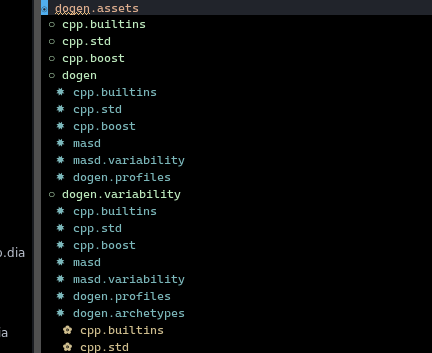 dogen.assets
cpp.builtins
cpp.std
cpp.boost
dogen
cpp.builtins
cpp.std
cpp.boost
masd
masd.variability
dogen.profiles
dogen.variability
cpp.builtins
cpp.std
cpp.boost
masd
masd.variability
dogen.profiles
dogen.archetypes
cpp.builtins
cpp.std
.dia
ia